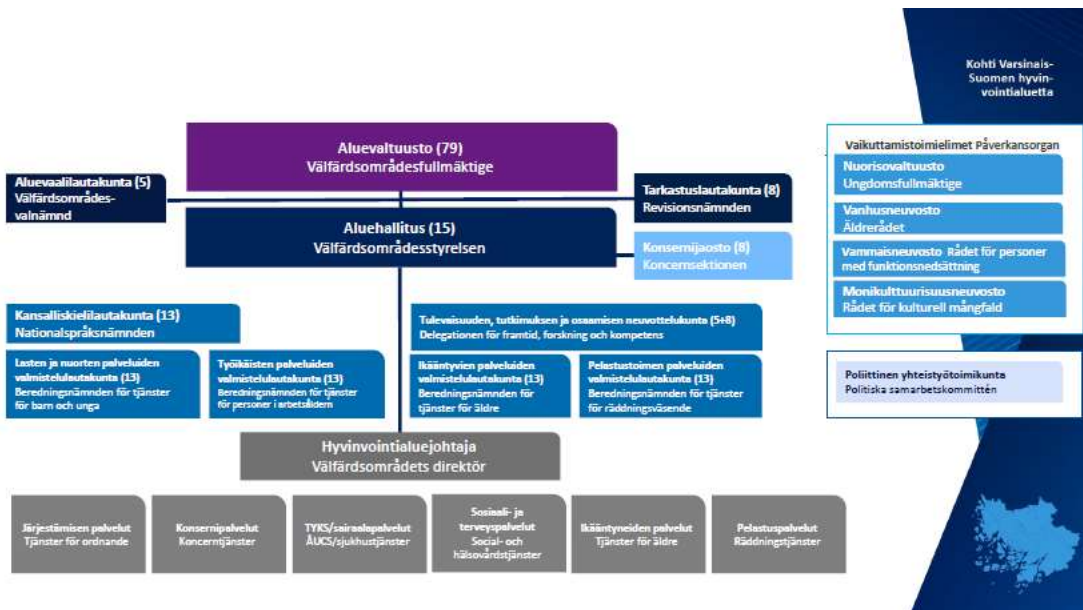 Kohti Varsinais-
Suomen hyvin-
vointialuetta
Aluevaltuusto (79)
Välfärdsområdesfullmäktige
Aluevaalilautakunta (5)
Välfärdsområdes-
valnämnd
Tarkastuslautakunta (8)
Revisionsnämnden
Aluehallitus (15)
Välfärdsområdesstyrelsen
Konsernijaosto (8)
Koncernsektionen
Kansalliskielilautakunta (13)
Nationalspråksnämnden
Tulevaisuuden, tutkimuksen ja osaamisen neuvottelukunta (5+8)
Delegationen för framtid, forskning och kompetens
Lasten ja nuorten palveluiden
valmistelulautakunta (13)
Beredningsnämnden för tjänster
för barn och unga
Työikäisten palveluiden
valmistelulautakunta (13)
Beredningsnämnden för tjänster
för personer i arbetsåldern
Ikääntyvien palveluiden
valmistelulautakunta (13)
Beredningsnämnden för
tjänster för äldre
Pelastustoimen palveluiden
valmistelulautakunta (13)
Beredningsnämnden för tjänster
för räddningsväsende
Hyvinvointialuejohtaja
Välfärdsområdets direktör
Järjestämisen palvelut
Tjänster för ordnande
Konsernipalvelut
Koncerntjänster
TYKS/sairaalapalvelut
ÅUCS/sjukhustjänster
Sosiaali- ja
terveyspalvelut
Social- och
hälsovårdstjänster
Ikääntyneiden palvelut
Tjänster för äldre
Pelastuspalvelut
Räddningstjänster
Vaikuttamistoimielimet Påverkansorgan
Nuorisovaltuusto
Ungdomsfullmäktige
Vanhusneuvosto
Äldrerådet
Vammaisneuvosto Rådet för personer
med funktionsnedsättning
Monikulttuurisuusneuvosto
Rådet för kulturell mångfald
Poliittinen yhteistyötoimikunta
Politiska samarbetskommittén